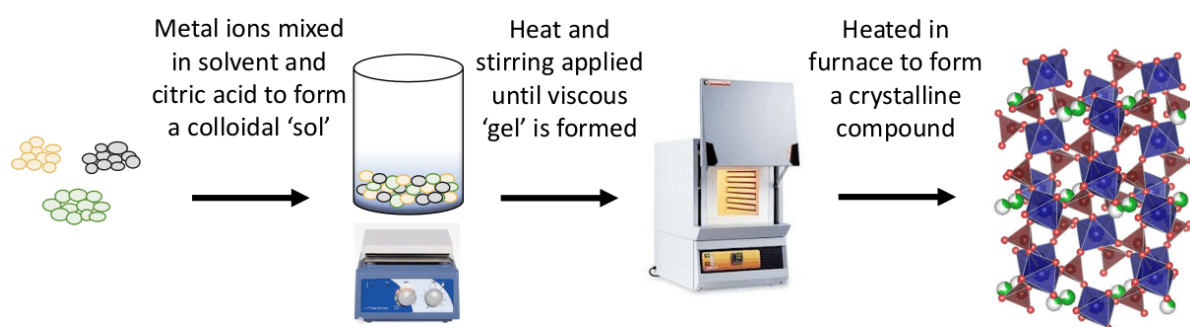 Metal ions mixed
in solvent and
citric acid to form
a colloidal ‘sol’
Heat and
stirring applied
until viscous
‘gel’ is formed
Heated in
furnace to form
a crystalline
compound